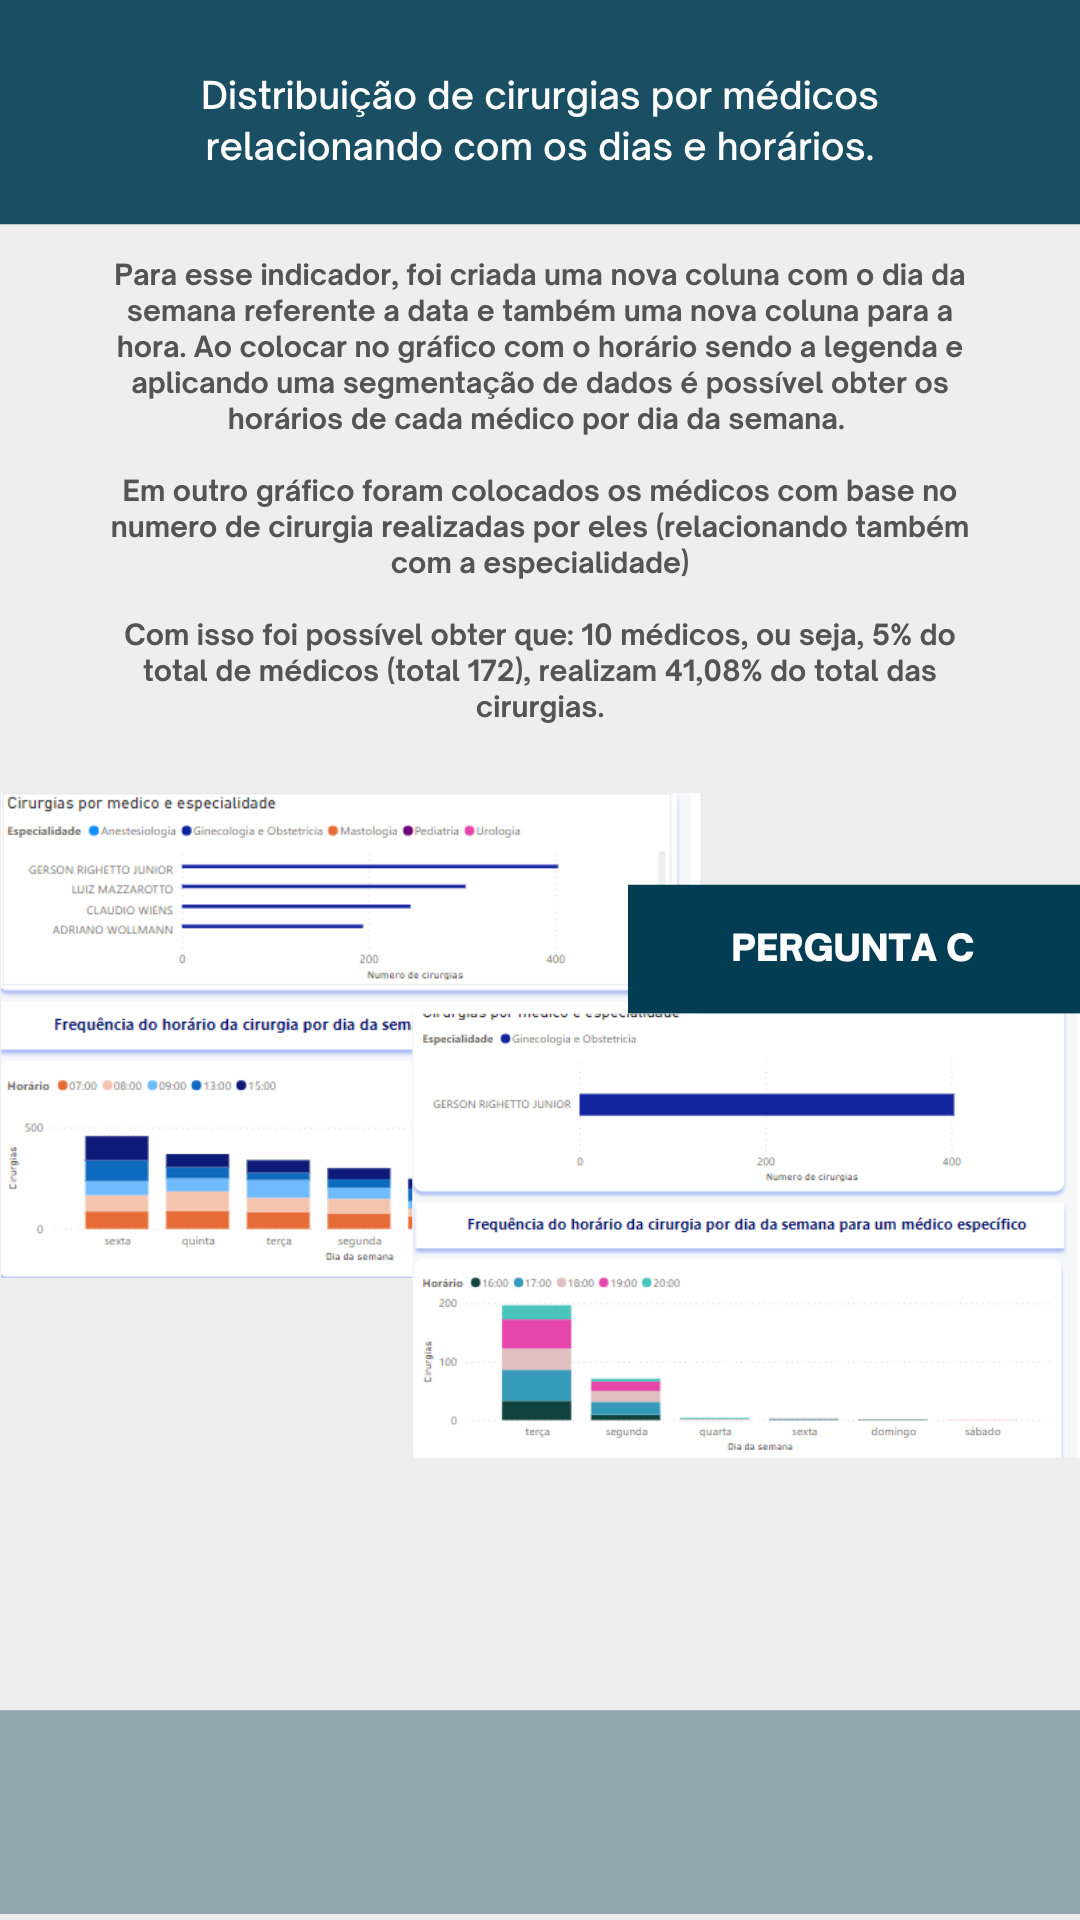 Distribuição de cirurgias por médicos
relacionando com os dias e horários.
Para esse indicador, foi criada uma nova coluna com o dia da
semana referente a data e também uma nova coluna para a
hora. Ao colocar no gráfico com o horário sendo a legenda e
aplicando uma segmentação de dados é possível obter os
horários de cada médico por dia da semana.
Em outro gráfico foram colocados os médicos com base no
numero de cirurgia realizadas por eles (relacionando também
com a especialidade)
Com isso foi possível obter que: 10 médicos, ou seja, 5% do
total de médicos (total 172), realizam 41,08% do total das
cirurgias.
Cirurgias por medico e especialidade
Especialidade Anestesiologia Ginecologia e Obstetrícia Mastologia Pediatria Urologia
GERSON RIGHETTO JUNIOR
LUIZ MAZZAROTTO
CLAUDIO WIENS
ADRIANO WOLLMANN
0 200 400
Numero de cirurgias
PERGUNTA C
Frequência do horário da cirurgia por dia da sem
Horário 07:00 08:00 09:00 13:00 15:00
500
Cirurgias
0
sexta quinta terça segunda
Dia da semana
Cirurgias por medico e especialidade
Especialidade Ginecologia e Obstetrícia
GERSON RIGHETTO JUNIOR
0 200 400
Numero de cirurgias
Frequência do horário da cirurgia por dia da semana para um médico específico
Horário 16:00 17:00 18:00 19:00 20:00
200
100
Cirurgias
0
terça segunda quarta sexta domingo sábado
Dia da semana